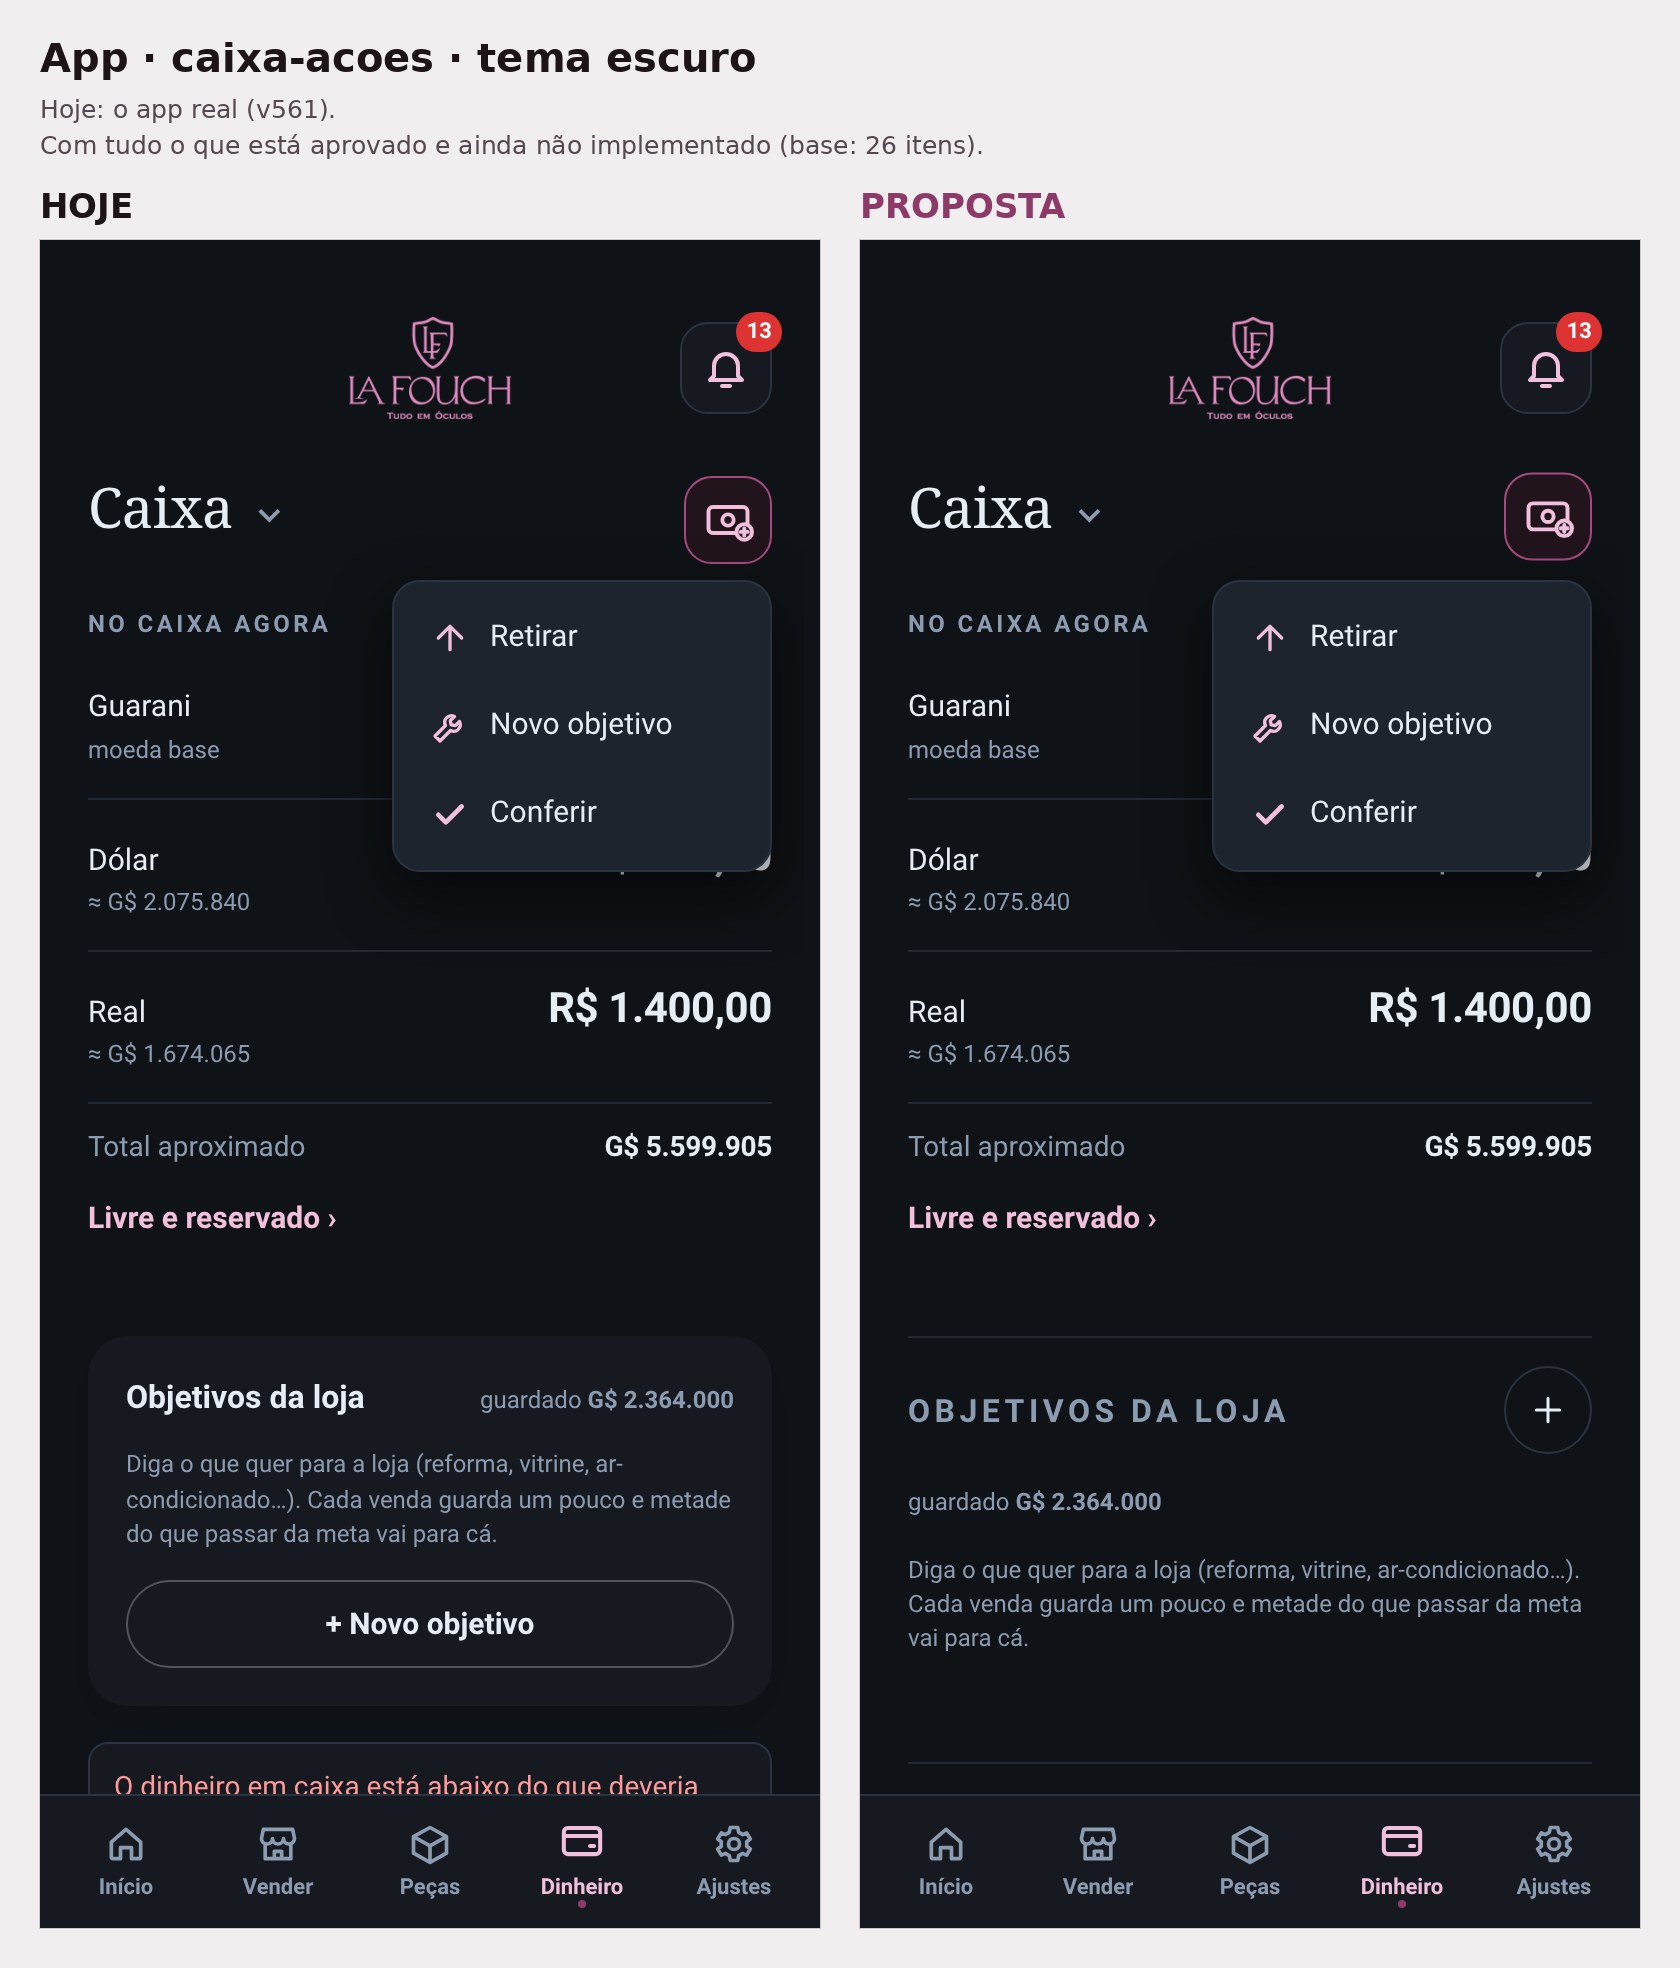 App · caixa-acoes · tema escuro
Hoje: o app real (v561).
Com tudo o que está aprovado e ainda não implementado (base: 26 itens).
HOJE
13
LF
LA FOUCH
TUDO EM ÓCULOS
Caixa
Retirar
NO CAIXA AGORA
Novo objetivo
Guarani
moeda base
Conferir
Dólar
≈ G$ 2.075.840
Real
R$ 1.400,00
≈ G$ 1.674.065
Total aproximado
G$ 5.599.905
Livre e reservado ›
Objetivos da loja
guardado G$ 2.364.000
Diga o que quer para a loja (reforma, vitrine, ar-
condicionado…). Cada venda guarda um pouco e metade
do que passar da meta vai para cá.
+ Novo objetivo
O dinheiro em caixa está abaixo do que deveria
Início
Vender
Peças
Dinheiro
Ajustes
PROPOSTA
13
LF
LA FOUCH
TUDO EM ÓCULOS
Caixa
Retirar
NO CAIXA AGORA
Novo objetivo
Guarani
moeda base
Conferir
Dólar
≈ G$ 2.075.840
Real
R$ 1.400,00
≈ G$ 1.674.065
Total aproximado
G$ 5.599.905
Livre e reservado ›
OBJETIVOS DA LOJA
guardado G$ 2.364.000
Diga o que quer para a loja (reforma, vitrine, ar-condicionado…).
Cada venda guarda um pouco e metade do que passar da meta
vai para cá.
Início
Vender
Peças
Dinheiro
Ajustes